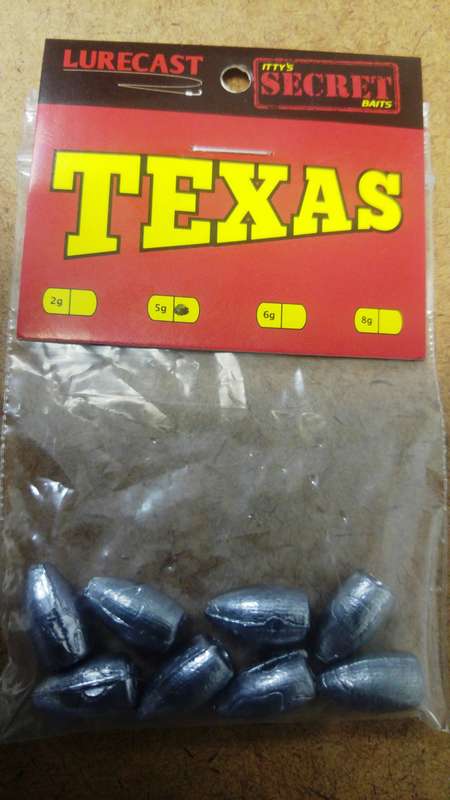 LURECAST
ITTY'S
SECRET
BAITS
TEXAS
2g 5g 6g 8g